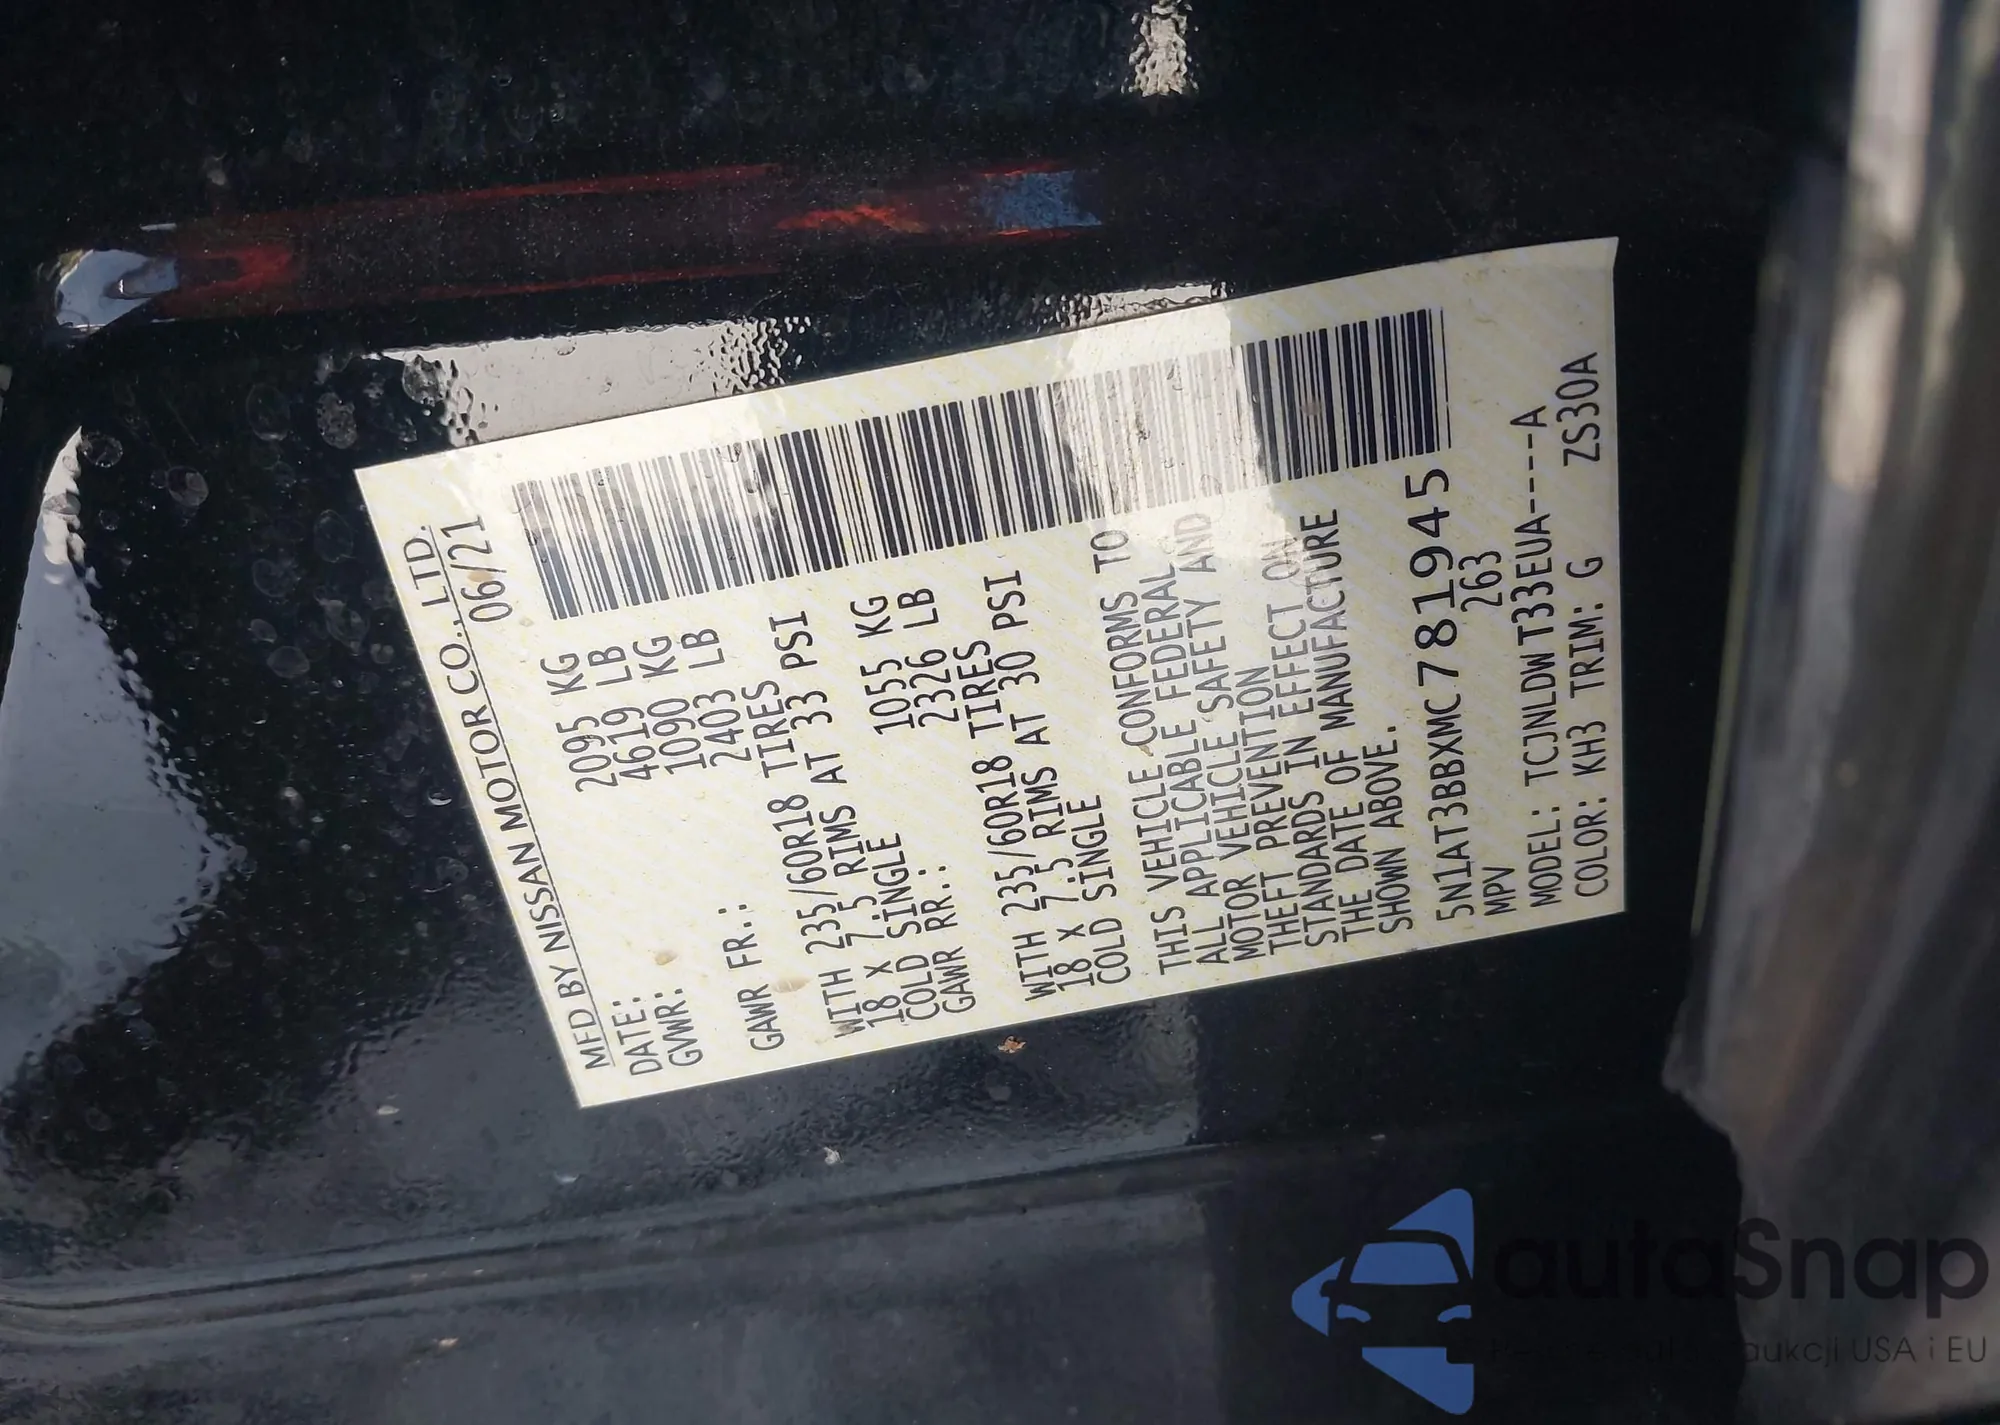 MFD BY NISSAN MOTOR CO., LTD.
DATE: 06/21
GVWR: 2095 KG
4619 LB
GAWR FR.: 1090 KG
2403 LB
WITH 235/60R18 TIRES
18 X 7.5 RIMS AT 33 PSI
COLD SINGLE
GAWR RR.: 1055 KG
2326 LB
WITH 235/60R18 TIRES
18 X 7.5 RIMS AT 30 PSI
COLD SINGLE
THIS VEHICLE CONFORMS TO
ALL APPLICABLE FEDERAL
MOTOR VEHICLE SAFETY AND
THEFT PREVENTION
STANDARDS IN EFFECT ON
THE DATE OF MANUFACTURE
SHOWN ABOVE.
5N1AT3BBXMC781945
MPV 263
MODEL: TCJNLDWT33EUA----A
COLOR: KH3 TRIM: G ZS30A
autaSnap
aukcji USA i EU